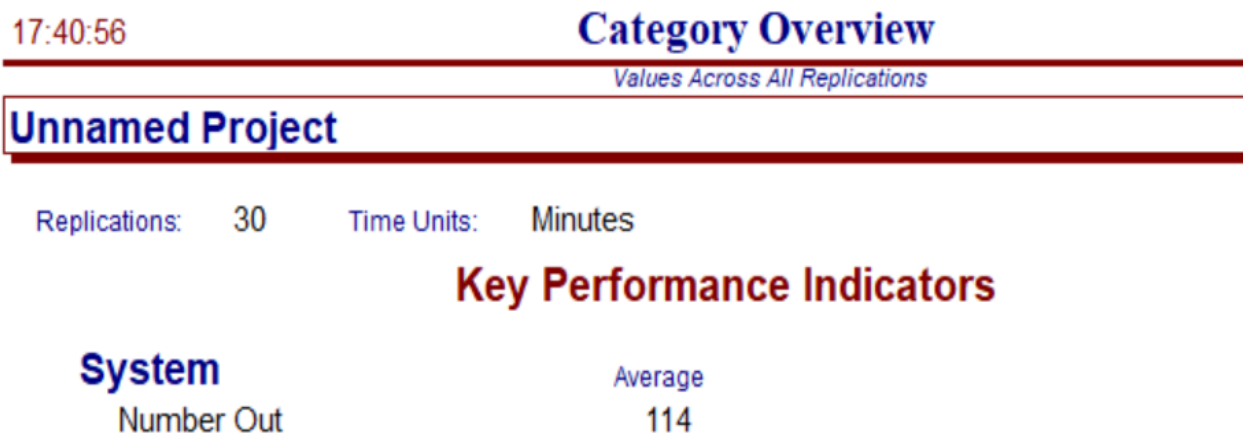 17:40:56 Category Overview
Values Across All Replications
Unnamed Project
Replications: 30 Time Units: Minutes
Key Performance Indicators
System Average
Number Out 114